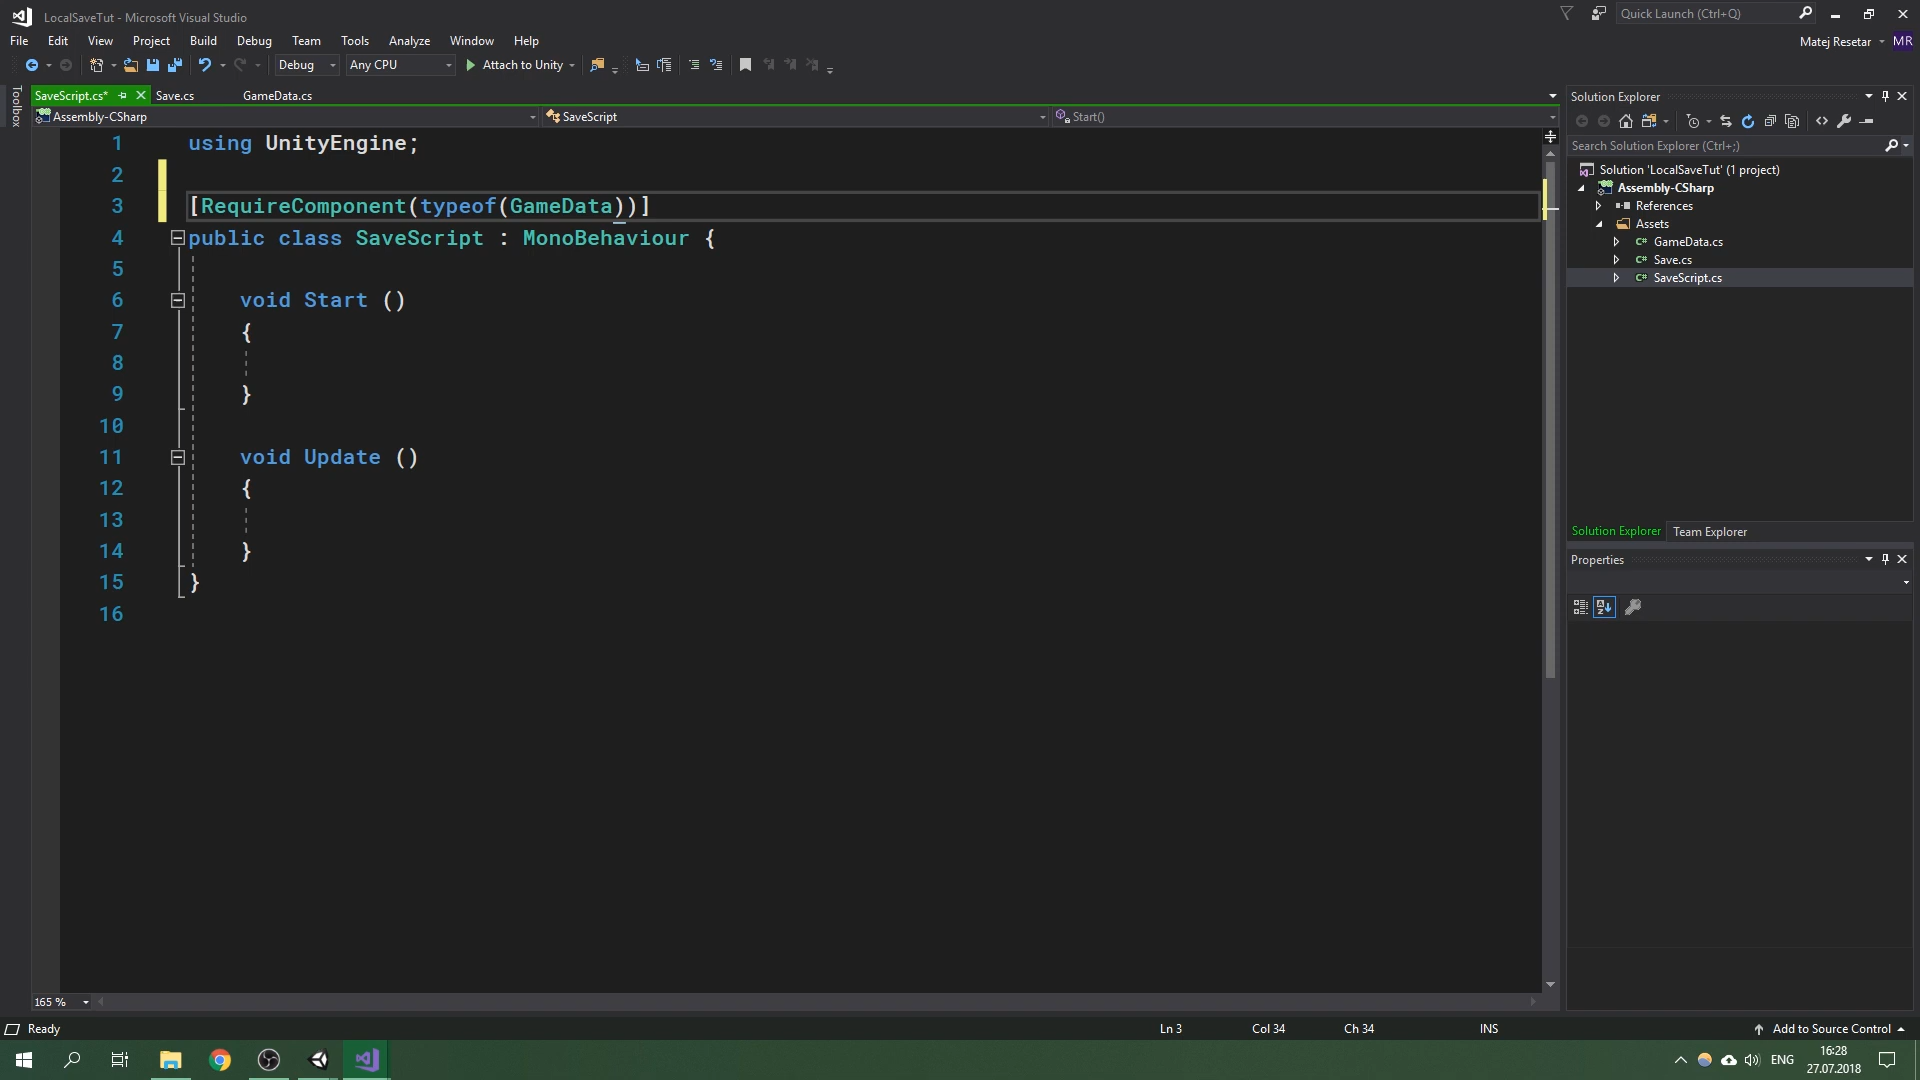 LocalSaveTut - Microsoft Visual Studio
Quick Launch (Ctrl+Q)
File Edit View Project Build Debug Team Tools Analyze Window Help
Matej Resetar MR
Debug Any CPU Attach to Unity
Toolbox
SaveScript.cs* Save.cs GameData.cs
Assembly-CSharp SaveScript Start()
1 using UnityEngine;
2
3 [RequireComponent(typeof(GameData))]
4 public class SaveScript : MonoBehaviour {
5
6 void Start ()
7 {
8
9 }
10
11 void Update ()
12 {
13
14 }
15 }
16
Solution Explorer
Search Solution Explorer (Ctrl+;)
Solution 'LocalSaveTut' (1 project)
Assembly-CSharp
References
Assets
C# GameData.cs
C# Save.cs
C# SaveScript.cs
Solution Explorer Team Explorer
Properties
165 %
Ready Ln 3 Col 34 Ch 34 INS Add to Source Control
ENG 16:28
27.07.2018